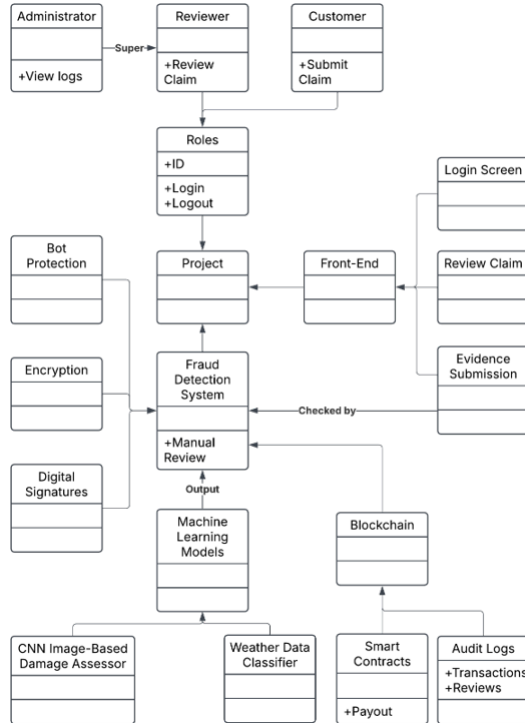 Administrator
+View logs
Super
Reviewer
+Review
Claim
Customer
+Submit
Claim
Roles
+ID
+Login
+Logout
Login Screen
Bot
Protection
Project
Front-End
Review Claim
Encryption
Fraud
Detection
System
+Manual
Review
Evidence
Submission
Checked by
Digital
Signatures
Output
Machine
Learning
Models
Blockchain
CNN Image-Based
Damage Assessor
Weather Data
Classifier
Smart
Contracts
+Payout
Audit Logs
+Transactions
+Reviews